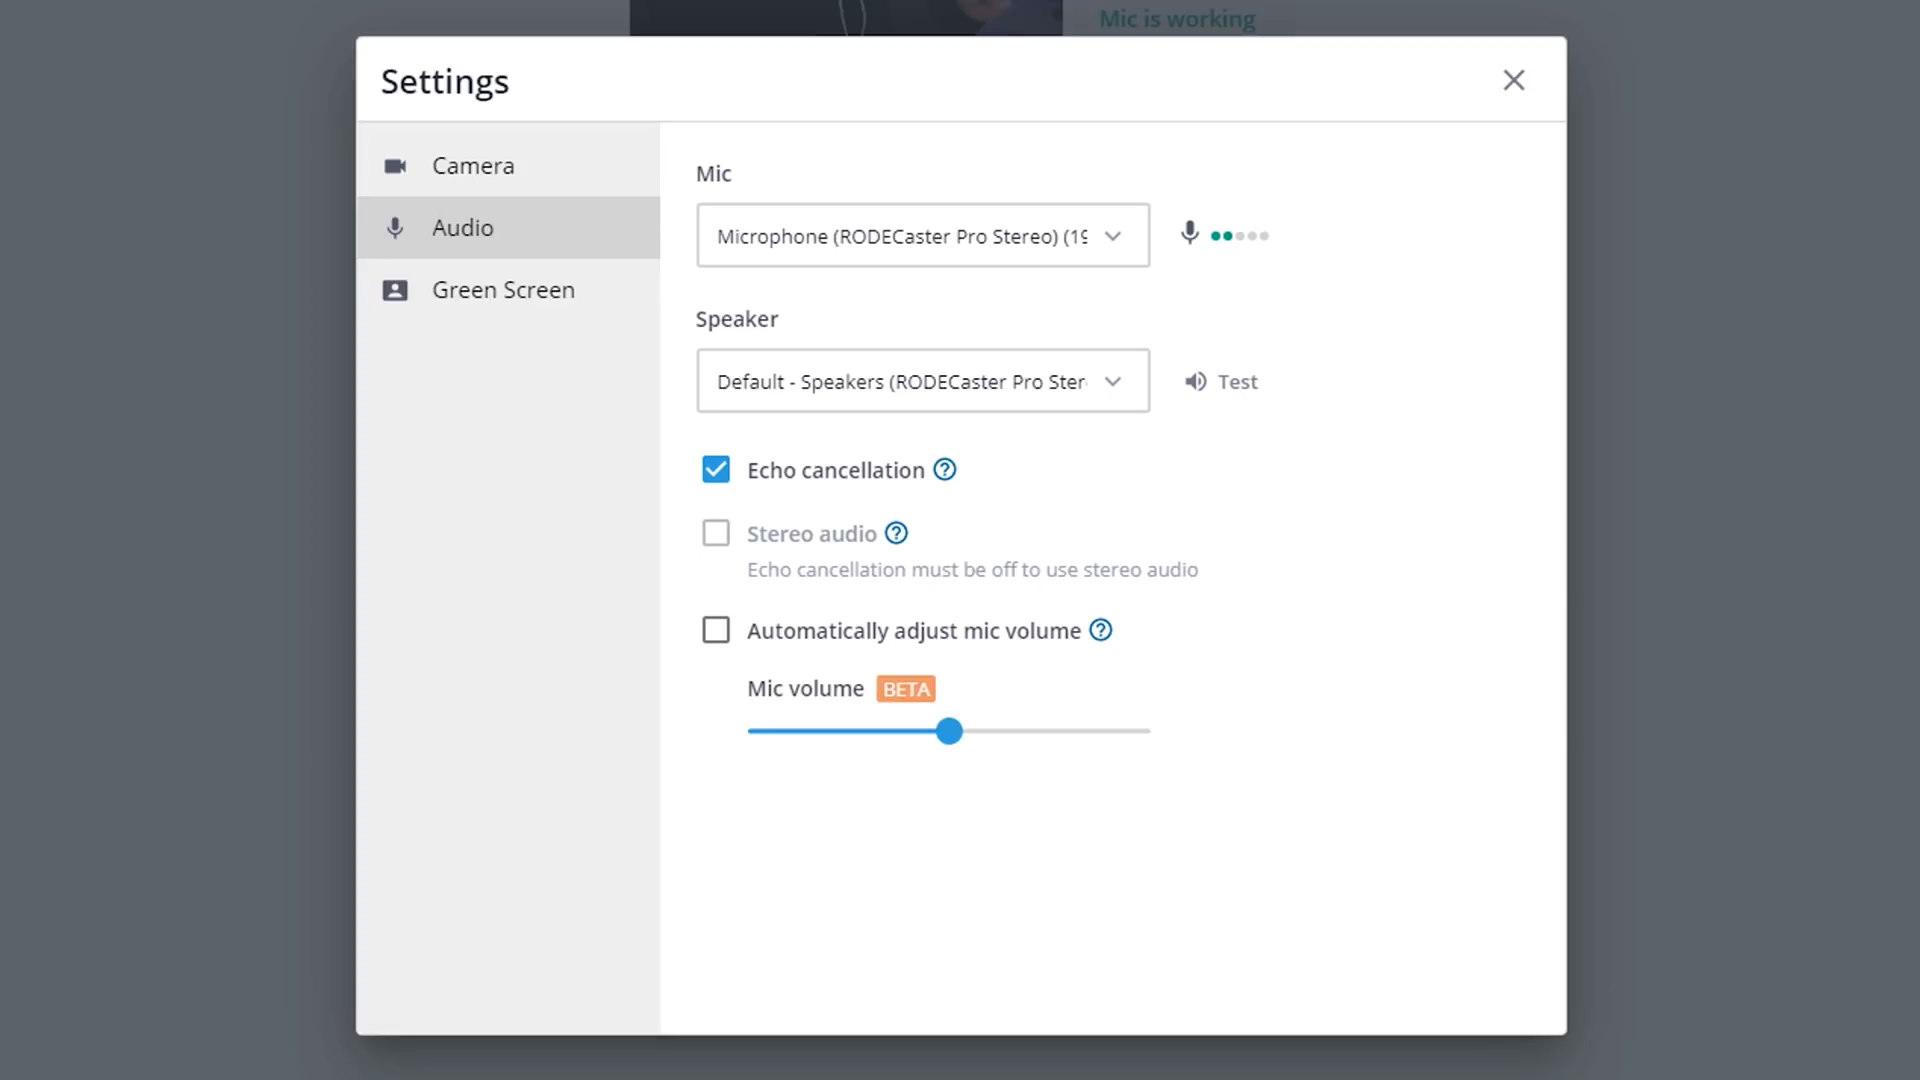 Mic is working
Settings
Camera
Audio
Green Screen
Mic
Microphone (RODECaster Pro Stereo) (19
Speaker
Default - Speakers (RODECaster Pro Ster
Test
Echo cancellation
Stereo audio
Echo cancellation must be off to use stereo audio
Automatically adjust mic volume
Mic volume BETA